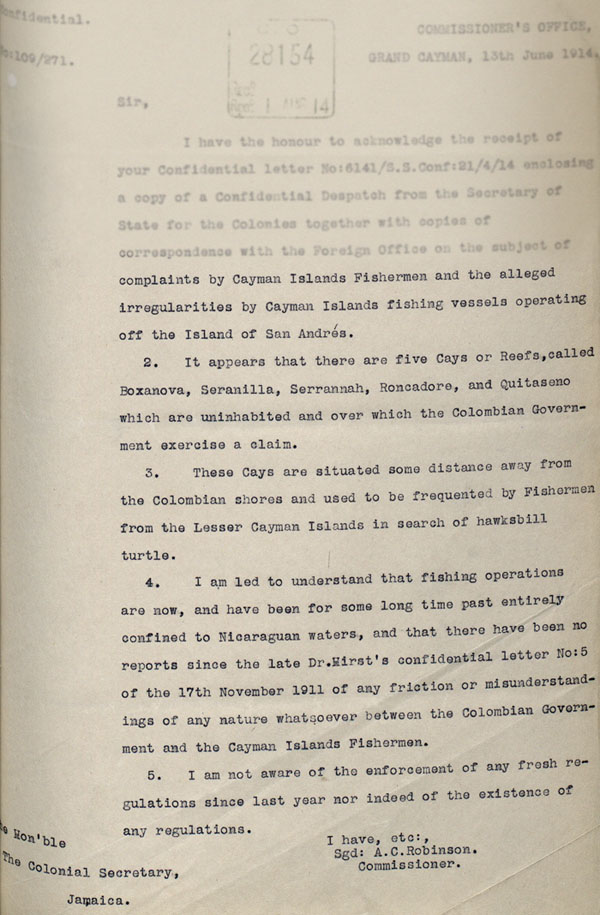 Confidential.
No:109/271.
COMMISSIONER'S OFFICE,
GRAND CAYMAN, 13th June 1914.
28154
14
Sir,
I have the honour to acknowledge the receipt of
your Confidential letter No:6141/S.S.Conf:21/4/14 enclosing
a copy of a Confidential Despatch from the Secretary of
State for the Colonies together with copies of
correspondence with the Foreign Office on the subject of
complaints by Cayman Islands Fishermen and the alleged
irregularities by Cayman Islands fishing vessels operating
off the Island of San Andrés.
2. It appears that there are five Cays or Reefs,called
Boxanova, Seranilla, Serrannah, Roncadore, and Quitaseno
which are uninhabited and over which the Colombian Govern-
ment exercise a claim.
3. These Cays are situated some distance away from
the Colombian shores and used to be frequented by Fishermen
from the Lesser Cayman Islands in search of hawksbill
turtle.
4. I am led to understand that fishing operations
are now, and have been for some long time past entirely
confined to Nicaraguan waters, and that there have been no
reports since the late Dr.Hirst's confidential letter No:5
of the 17th November 1911 of any friction or misunderstand-
ings of any nature whatsoever between the Colombian Govern-
ment and the Cayman Islands Fishermen.
5. I am not aware of the enforcement of any fresh re-
gulations since last year nor indeed of the existence of
any regulations.
I have, etc:,
Sgd: A.C.Robinson.
Commissioner.
Hon'ble
The Colonial Secretary,
Jamaica.